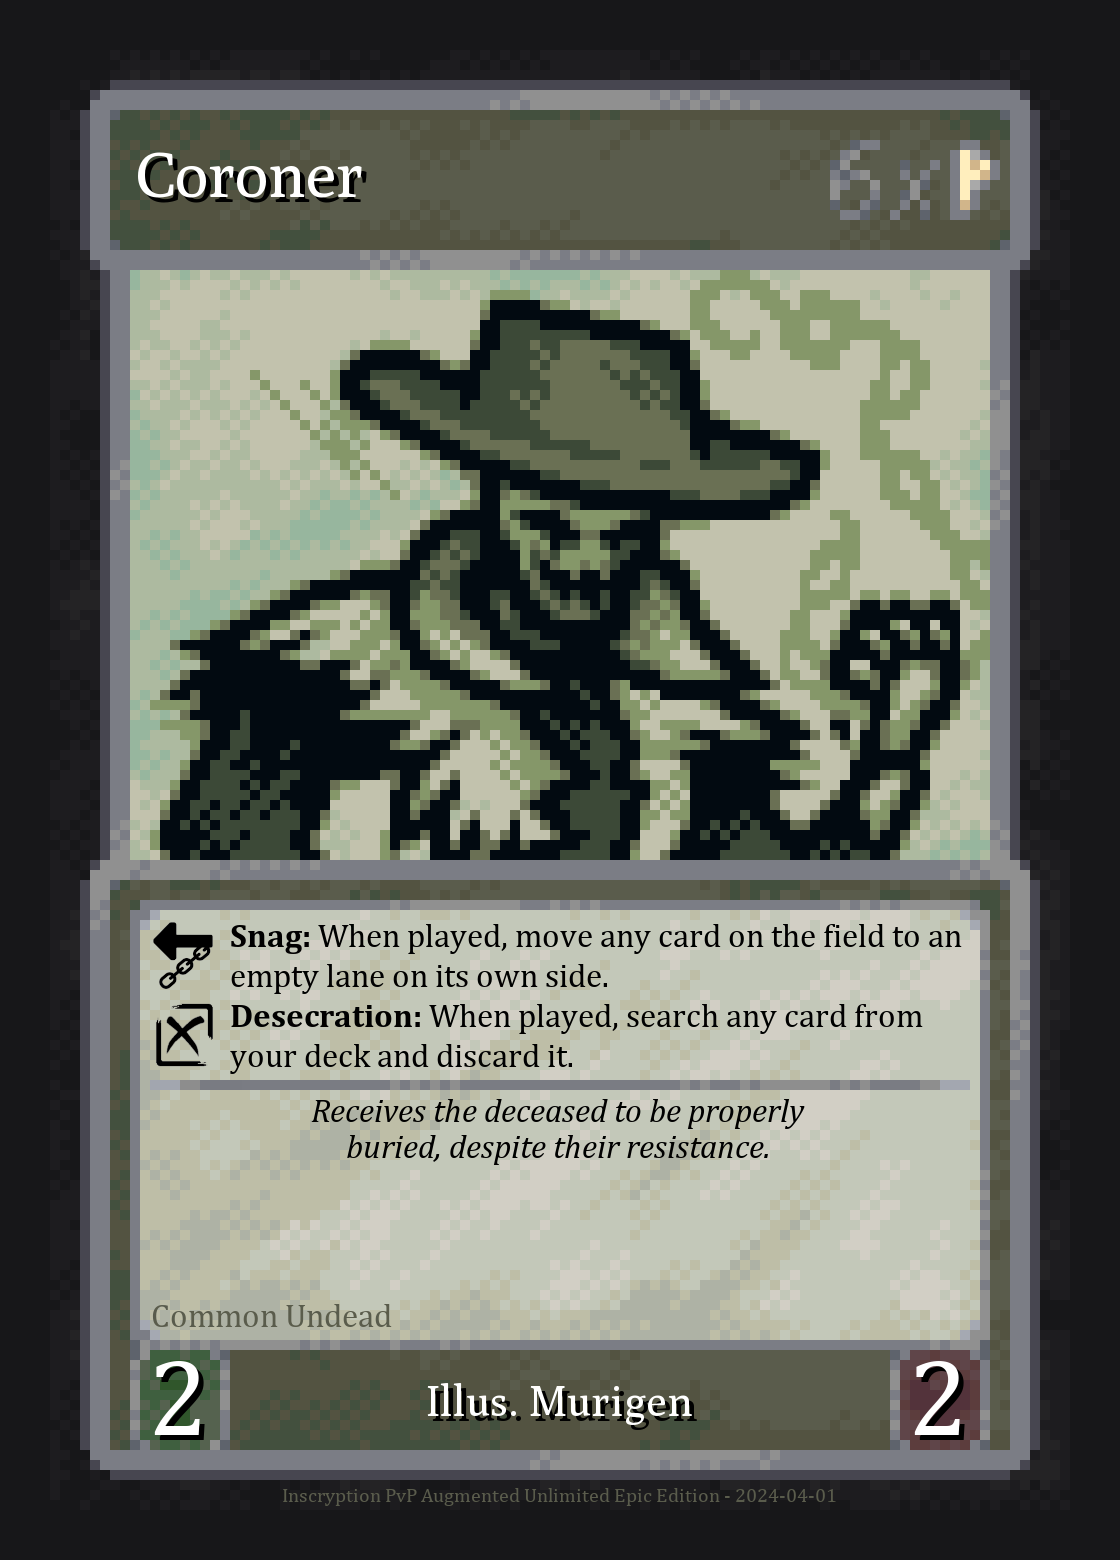 Coroner
6x
Snag: When played, move any card on the field to an
empty lane on its own side.
Desecration: When played, search any card from
your deck and discard it.
Receives the deceased to be properly
buried, despite their resistance.
Common Undead
2
Illus. Murigen
2
Inscryption PvP Augmented Unlimited Epic Edition - 2024-04-01